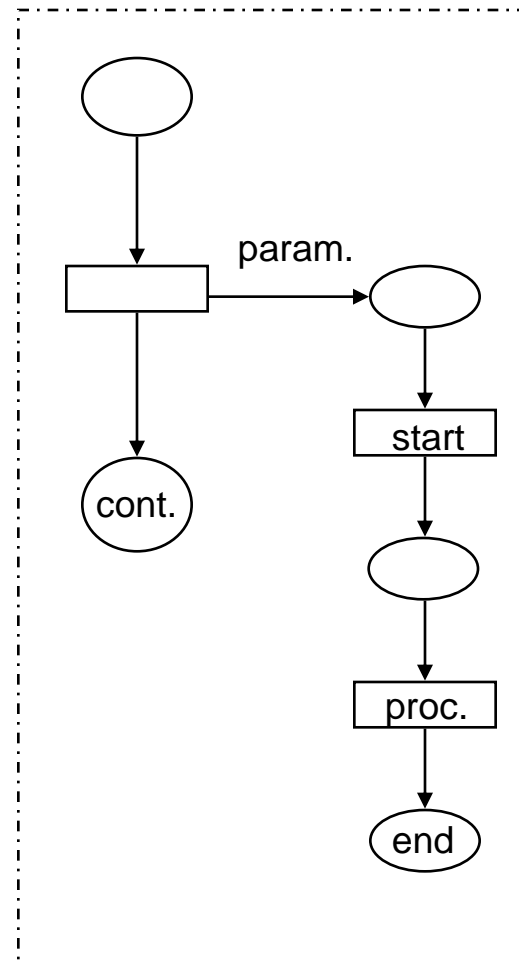 param.
start
cont.
proc.
end